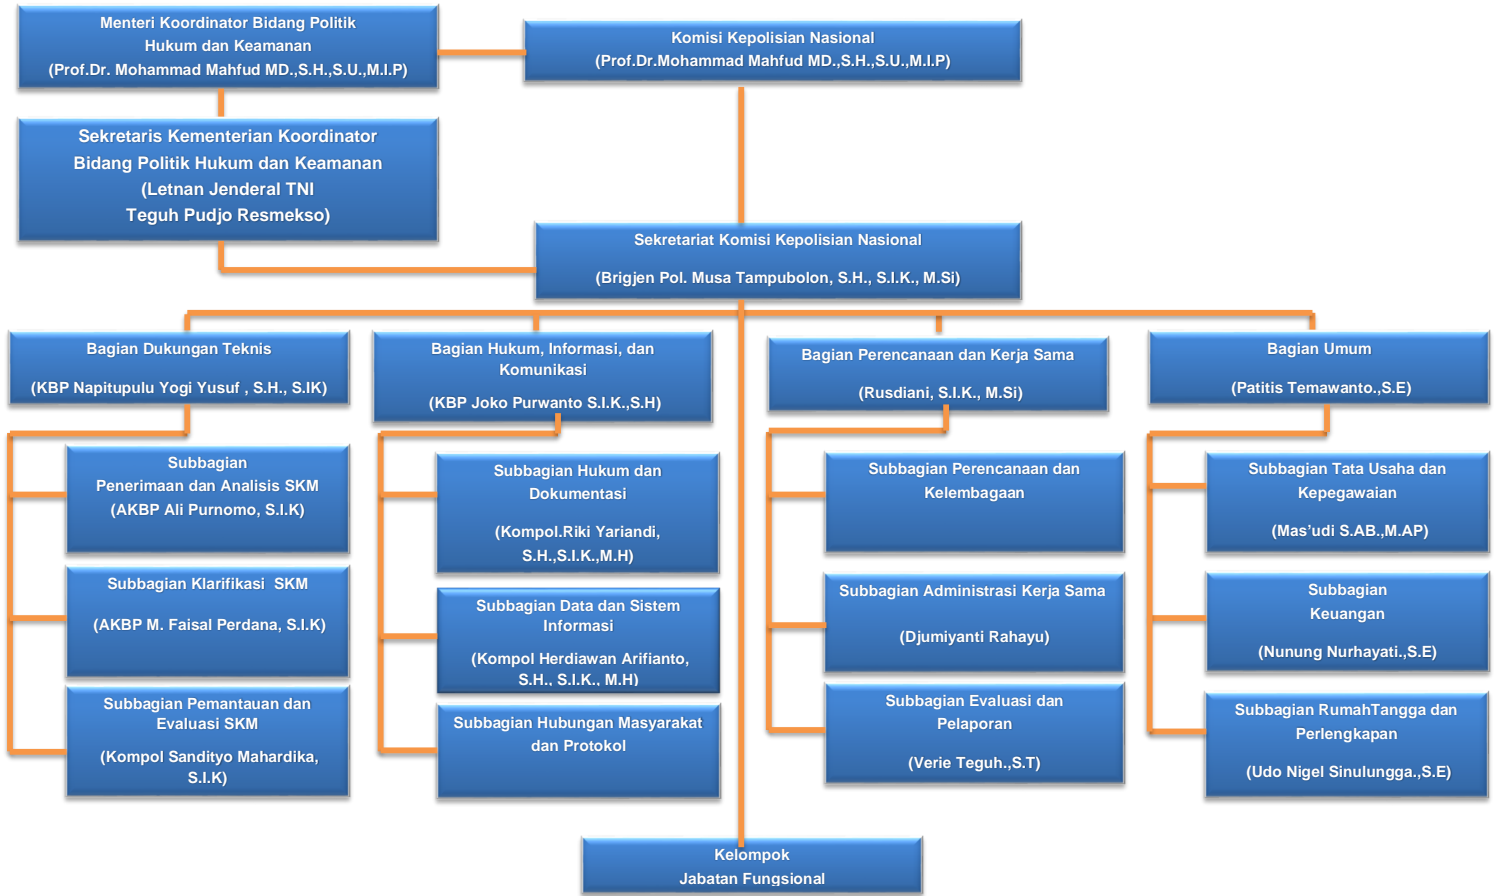 Menteri Koordinator Bidang Politik
Hukum dan Keamanan
(Prof.Dr. Mohammad Mahfud MD.,S.H.,S.U.,M.I.P)
Komisi Kepolisian Nasional
(Prof.Dr.Mohammad Mahfud MD.,S.H.,S.U.,M.I.P)
Sekretaris Kementerian Koordinator
Bidang Politik Hukum dan Keamanan
(Letnan Jenderal TNI
Teguh Pudjo Resmekso)
Sekretariat Komisi Kepolisian Nasional
(Brigjen Pol. Musa Tampubolon, S.H., S.I.K., M.Si)
Bagian Dukungan Teknis
(KBP Napitupulu Yogi Yusuf , S.H., S.IK)
Subbagian
Penerimaan dan Analisis SKM
(AKBP Ali Purnomo, S.I.K)
Subbagian Klarifikasi  SKM
(AKBP M. Faisal Perdana, S.I.K)
Subbagian Pemantauan dan
Evaluasi SKM
(Kompol Sandityo Mahardika,
S.I.K)
Bagian Hukum, Informasi, dan
Komunikasi
(KBP Joko Purwanto S.I.K.,S.H)
Subbagian Hukum dan
Dokumentasi
(Kompol.Riki Yariandi,
S.H.,S.I.K.,M.H)
Subbagian Data dan Sistem
Informasi
(Kompol Herdiawan Arifianto,
S.H., S.I.K., M.H)
Subbagian Hubungan Masyarakat
dan Protokol
Bagian Perencanaan dan Kerja Sama
(Rusdiani, S.I.K., M.Si)
Subbagian Perencanaan dan
Kelembagaan
Subbagian Administrasi Kerja Sama
(Djumiyanti Rahayu)
Subbagian Evaluasi dan
Pelaporan
(Verie Teguh.,S.T)
Bagian Umum
(Patitis Temawanto.,S.E)
Subbagian Tata Usaha dan
Kepegawaian
(Mas’udi S.AB.,M.AP)
Subbagian
Keuangan
(Nunung Nurhayati.,S.E)
Subbagian RumahTangga dan
Perlengkapan
(Udo Nigel Sinulungga.,S.E)
Kelompok
Jabatan Fungsional